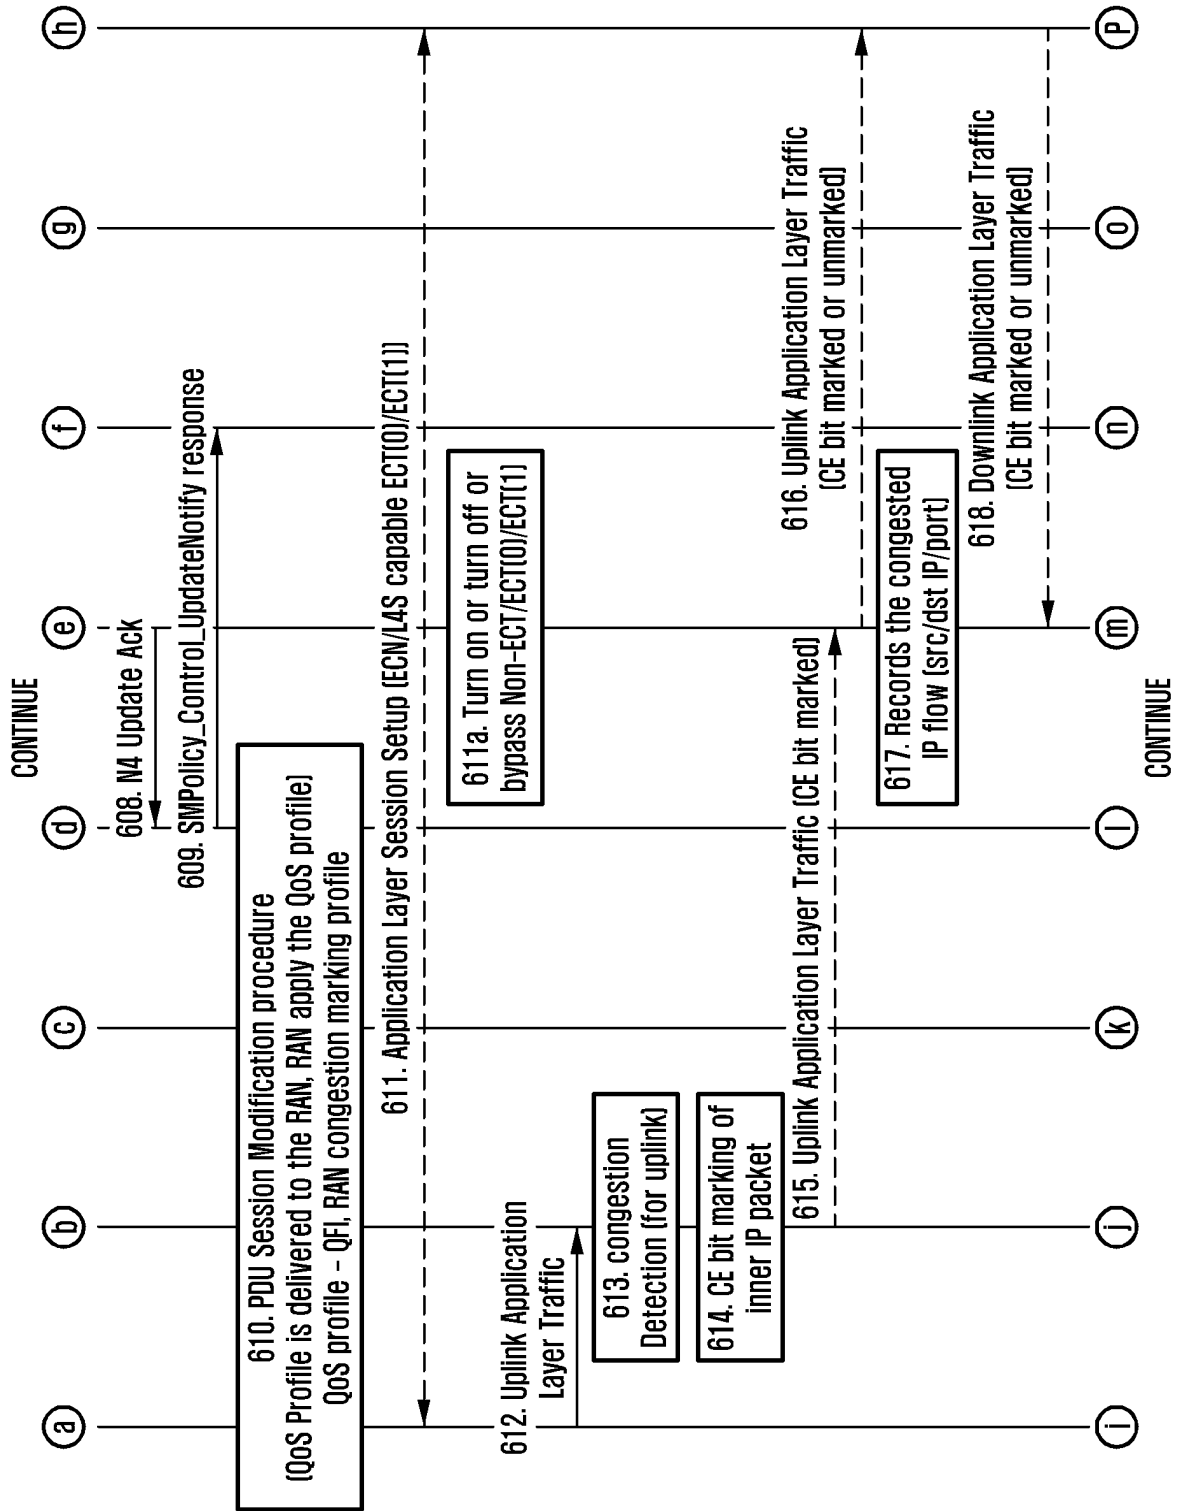 CONTINUE
a
b
c
d
e
f
g
h
608. N4 Update Ack
609. SMPolicy_Control_UpdateNotify response
610. PDU Session Modification procedure
(QoS Profile is delivered to the RAN, RAN apply the QoS profile)
QoS profile - QFI, RAN congestion marking profile
611. Application Layer Session Setup (ECN/L4S capable ECT(0)/ECT(1)]
611a. Turn on or turn off or
bypass Non-ECT/ECT(0)/ECT(1)
612. Uplink Application
Layer Traffic
613. congestion
Detection (for uplink)
614. CE bit marking of
inner IP packet
615. Uplink Application Layer Traffic (CE bit marked)
616. Uplink Application Layer Traffic
(CE bit marked or unmarked)
617. Records the congested
IP flow (src/dst IP/port)
618. Downlink Application Layer Traffic
(CE bit marked or unmarked)
i
j
k
l
m
n
o
P
CONTINUE